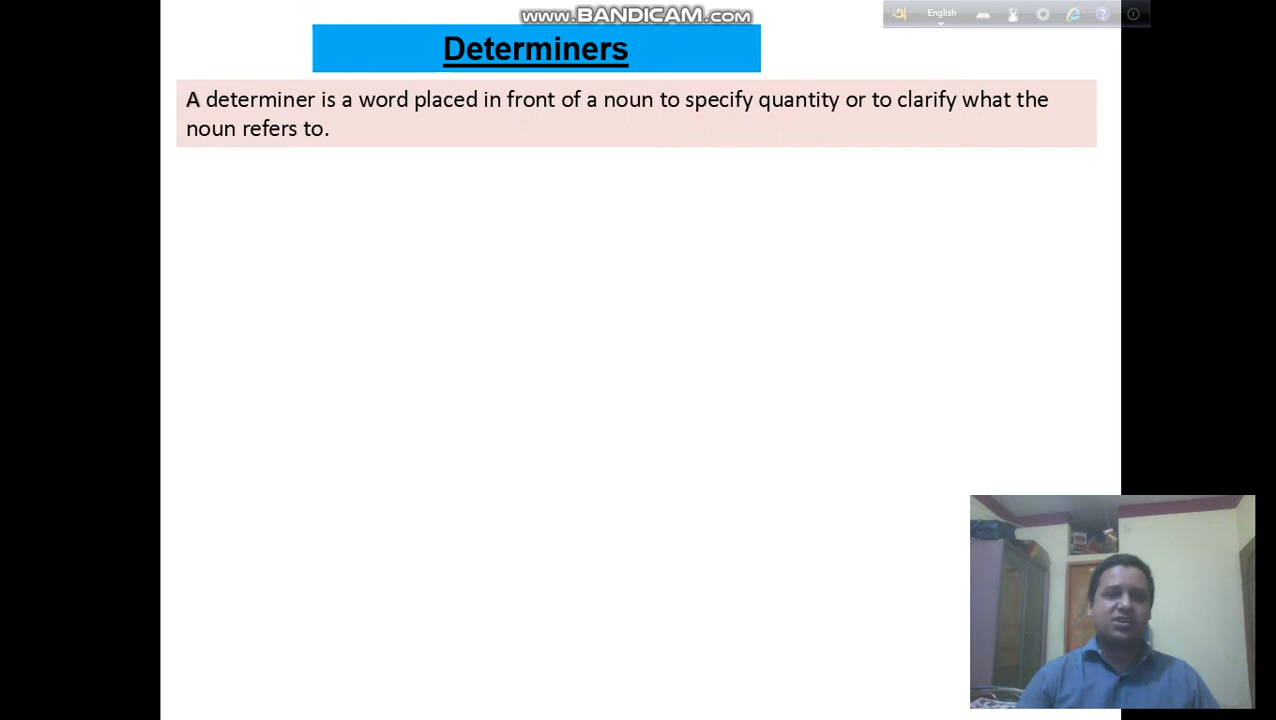 www.BANDICAM.com
English
Determiners
A determiner is a word placed in front of a noun to specify quantity or to clarify what the
noun refers to.